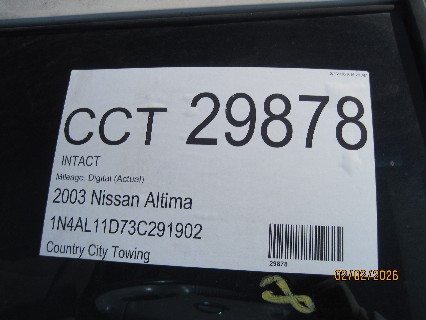 CCT 29878
INTACT
Mileage: Digital (Actual)
2003 Nissan Altima
1N4AL11D73C291902
Country City Towing
29878
02/02/2026